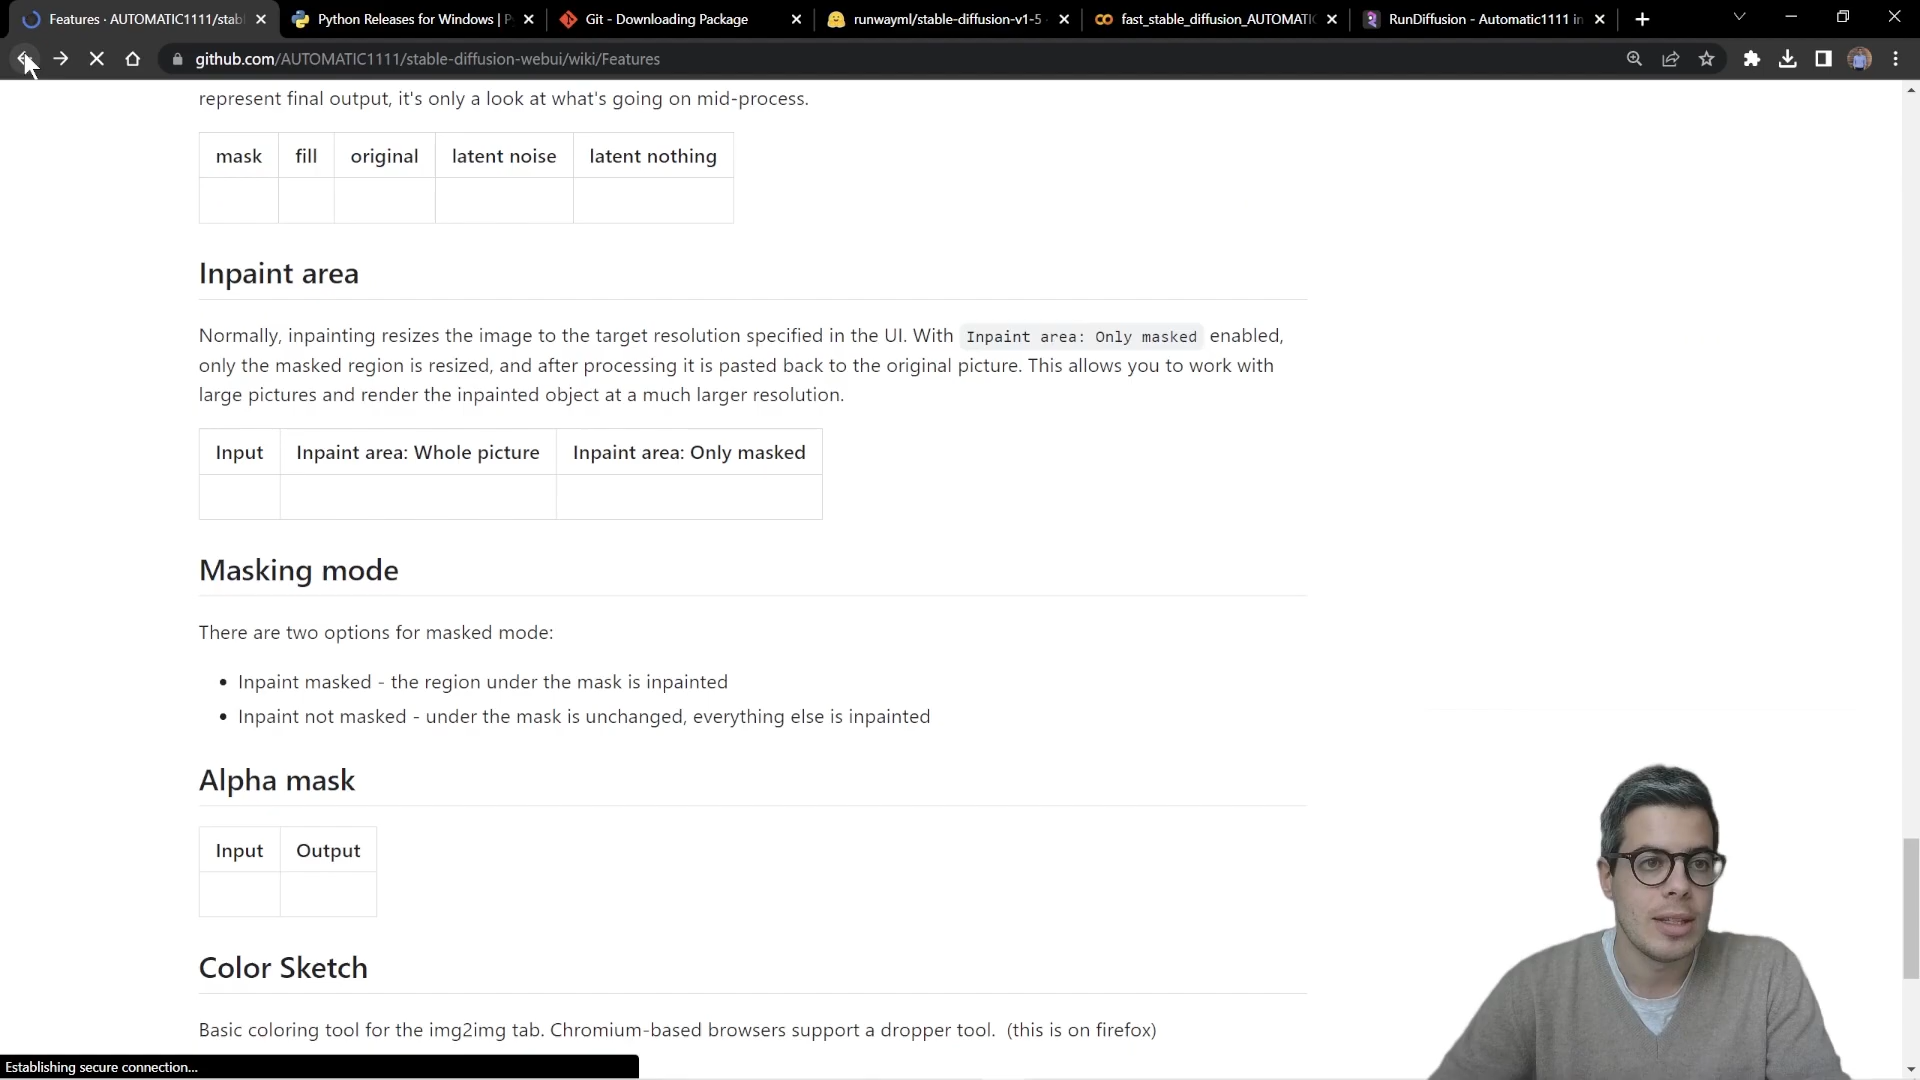 Features · AUTOMATIC1111/stabl
Python Releases for Windows | P
Git - Downloading Package
runwayml/stable-diffusion-v1-5
fast_stable_diffusion_AUTOMATIC
RunDiffusion - Automatic1111 in
github.com/AUTOMATIC1111/stable-diffusion-webui/wiki/Features
represent final output, it's only a look at what's going on mid-process.
mask fill original latent noise latent nothing
Inpaint area
Normally, inpainting resizes the image to the target resolution specified in the UI. With Inpaint area: Only masked enabled,
only the masked region is resized, and after processing it is pasted back to the original picture. This allows you to work with
large pictures and render the inpainted object at a much larger resolution.
Input Inpaint area: Whole picture Inpaint area: Only masked
Masking mode
There are two options for masked mode:
• Inpaint masked - the region under the mask is inpainted
• Inpaint not masked - under the mask is unchanged, everything else is inpainted
Alpha mask
Input Output
Color Sketch
Basic coloring tool for the img2img tab. Chromium-based browsers support a dropper tool. (this is on firefox)
Establishing secure connection...